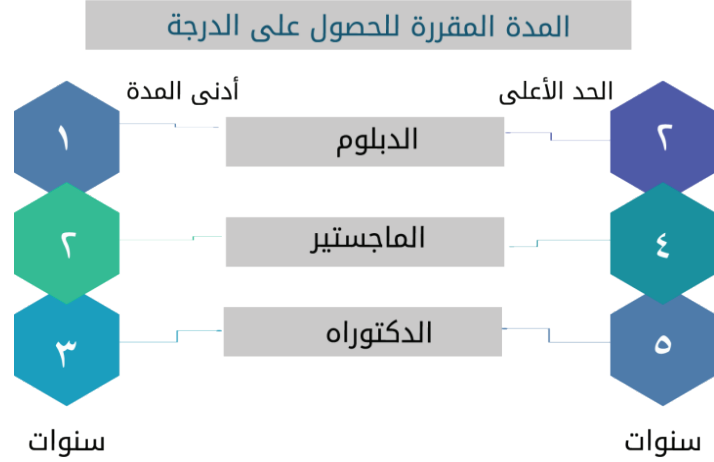 المدة المقررة للحصول على الدرجة
الحد الأعلى
أدنى المدة
٢
الدبلوم
١
٤
الماجستير
٢
٥
الدكتوراه
٣
سنوات
سنوات